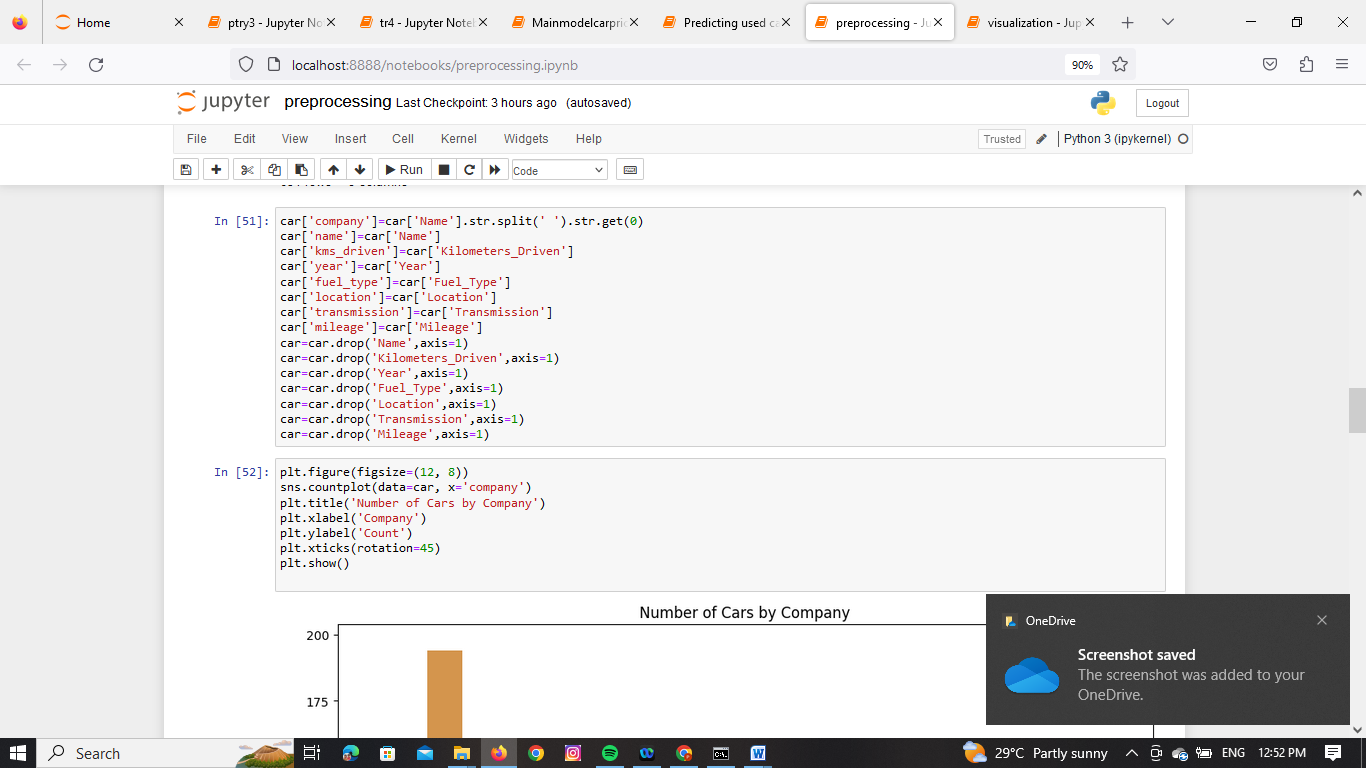 Home
ptry3 - Jupyter No
tr4 - Jupyter Notel
Mainmodelcarpric
Predicting used ca
preprocessing - Ju
visualization - Jup
localhost:8888/notebooks/preprocessing.ipynb
90%
jupyter preprocessing Last Checkpoint: 3 hours ago (autosaved)
Logout
File Edit View Insert Cell Kernel Widgets Help
Trusted
Python 3 (ipykernel)
Run
Code
In [51]:
car['company']=car['Name'].str.split(' ').str.get(0)
car['name']=car['Name']
car['kms_driven']=car['Kilometers_Driven']
car['year']=car['Year']
car['fuel_type']=car['Fuel_Type']
car['location']=car['Location']
car['transmission']=car['Transmission']
car['mileage']=car['Mileage']
car=car.drop('Name',axis=1)
car=car.drop('Kilometers_Driven',axis=1)
car=car.drop('Year',axis=1)
car=car.drop('Fuel_Type',axis=1)
car=car.drop('Location',axis=1)
car=car.drop('Transmission',axis=1)
car=car.drop('Mileage',axis=1)
In [52]:
plt.figure(figsize=(12, 8))
sns.countplot(data=car, x='company')
plt.title('Number of Cars by Company')
plt.xlabel('Company')
plt.ylabel('Count')
plt.xticks(rotation=45)
plt.show()
Number of Cars by Company
200
175
OneDrive
Screenshot saved
The screenshot was added to your
OneDrive.
Search
29°C Partly sunny
ENG
12:52 PM